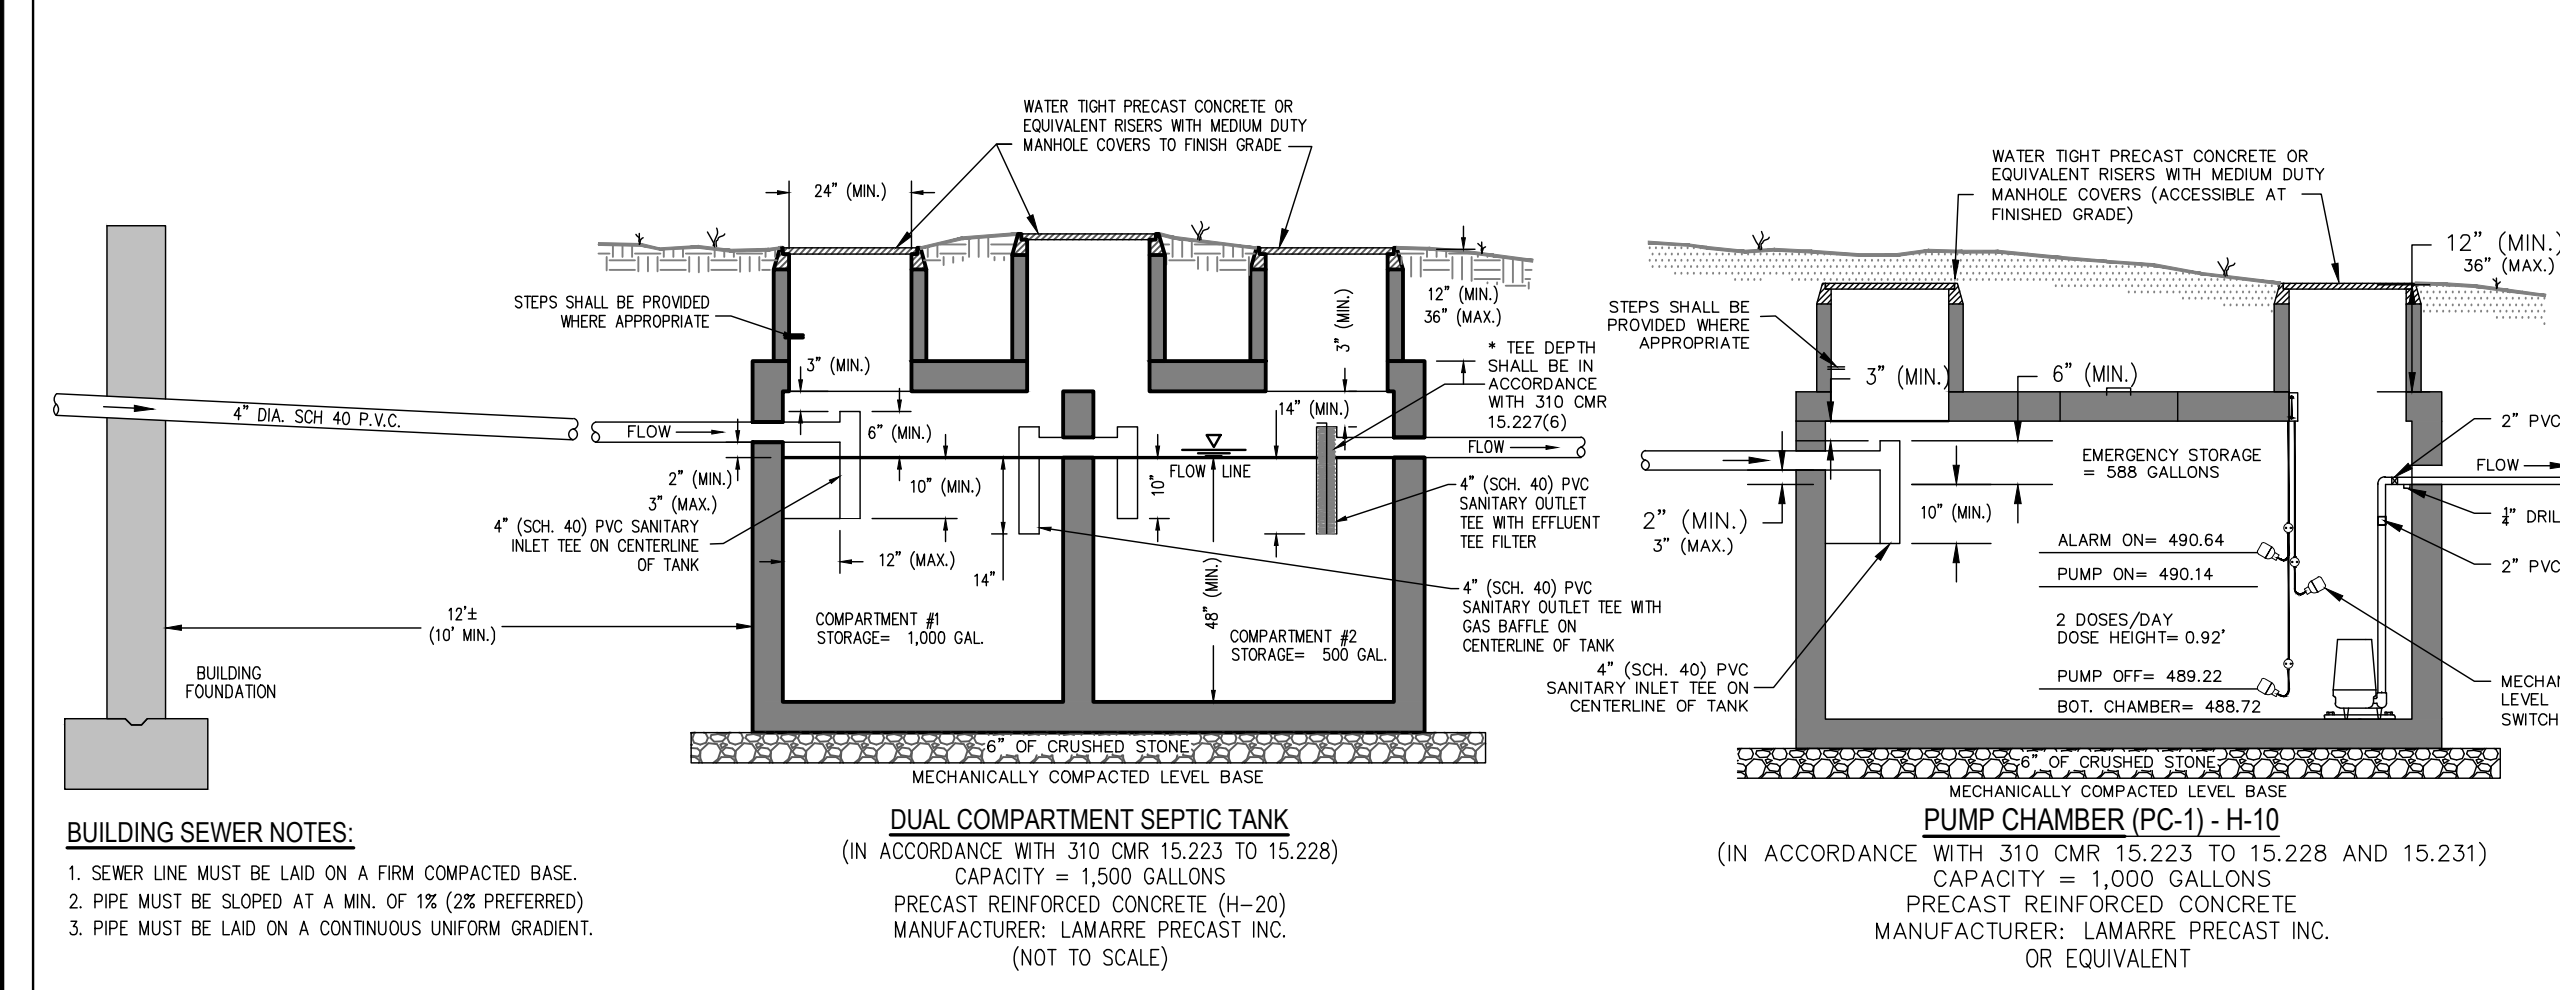 WATER TIGHT PRECAST CONCRETE OR
EQUIVALENT RISERS WITH MEDIUM DUTY
MANHOLE COVERS TO FINISH GRADE
24" (MIN.)
STEPS SHALL BE PROVIDED
WHERE APPROPRIATE
3" (MIN.)
12" (MIN.)
36" (MAX.)
3" (MIN.)
* TEE DEPTH
SHALL BE IN
ACCORDANCE
WITH 310 CMR
15.227(6)
4" DIA. SCH 40 P.V.C.
FLOW
6" (MIN.)
14" (MIN.)
FLOW
FLOW LINE
2" (MIN.)
3" (MAX.)
10" (MIN.)
10"
4" (SCH. 40) PVC SANITARY
INLET TEE ON CENTERLINE
OF TANK
4" (SCH. 40) PVC
SANITARY OUTLET
TEE WITH EFFLUENT
TEE FILTER
12" (MAX.)
14"
48" (MIN.)
4" (SCH. 40) PVC
SANITARY OUTLET TEE WITH
GAS BAFFLE ON
CENTERLINE OF TANK
12'±
(10' MIN.)
COMPARTMENT #1
STORAGE= 1,000 GAL.
COMPARTMENT #2
STORAGE= 500 GAL.
BUILDING
FOUNDATION
6" OF CRUSHED STONE
MECHANICALLY COMPACTED LEVEL BASE
DUAL COMPARTMENT SEPTIC TANK
(IN ACCORDANCE WITH 310 CMR 15.223 TO 15.228)
CAPACITY = 1,500 GALLONS
PRECAST REINFORCED CONCRETE (H-20)
MANUFACTURER: LAMARRE PRECAST INC.
(NOT TO SCALE)
BUILDING SEWER NOTES:
1. SEWER LINE MUST BE LAID ON A FIRM COMPACTED BASE.
2. PIPE MUST BE SLOPED AT A MIN. OF 1% (2% PREFERRED)
3. PIPE MUST BE LAID ON A CONTINUOUS UNIFORM GRADIENT.
WATER TIGHT PRECAST CONCRETE OR
EQUIVALENT RISERS WITH MEDIUM DUTY
MANHOLE COVERS (ACCESSIBLE AT
FINISHED GRADE)
12" (MIN.)
36" (MAX.)
STEPS SHALL BE
PROVIDED WHERE
APPROPRIATE
3" (MIN.)
6" (MIN.)
2" PVC
EMERGENCY STORAGE
= 588 GALLONS
FLOW
2" (MIN.)
3" (MAX.)
10" (MIN.)
1/4" DRIL
ALARM ON= 490.64
PUMP ON= 490.14
2" PVC
2 DOSES/DAY
DOSE HEIGHT= 0.92'
4" (SCH. 40) PVC
SANITARY INLET TEE ON
CENTERLINE OF TANK
PUMP OFF= 489.22
BOT. CHAMBER= 488.72
MECHAN
LEVEL
SWITCH
6" OF CRUSHED STONE
MECHANICALLY COMPACTED LEVEL BASE
PUMP CHAMBER (PC-1) - H-10
(IN ACCORDANCE WITH 310 CMR 15.223 TO 15.228 AND 15.231)
CAPACITY = 1,000 GALLONS
PRECAST REINFORCED CONCRETE
MANUFACTURER: LAMARRE PRECAST INC.
OR EQUIVALENT